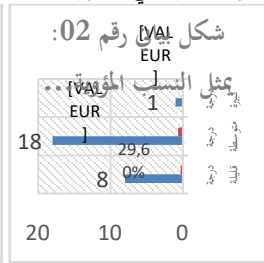 شكل بياني رقم 02:
يمثل النسب المؤوية...
[VAL
EUR
]
1
درجة
كبيرة
[VAL
EUR
]
18
29,6
0%
درجة
متوسطة
8
درجة
قليلة
20 10 0